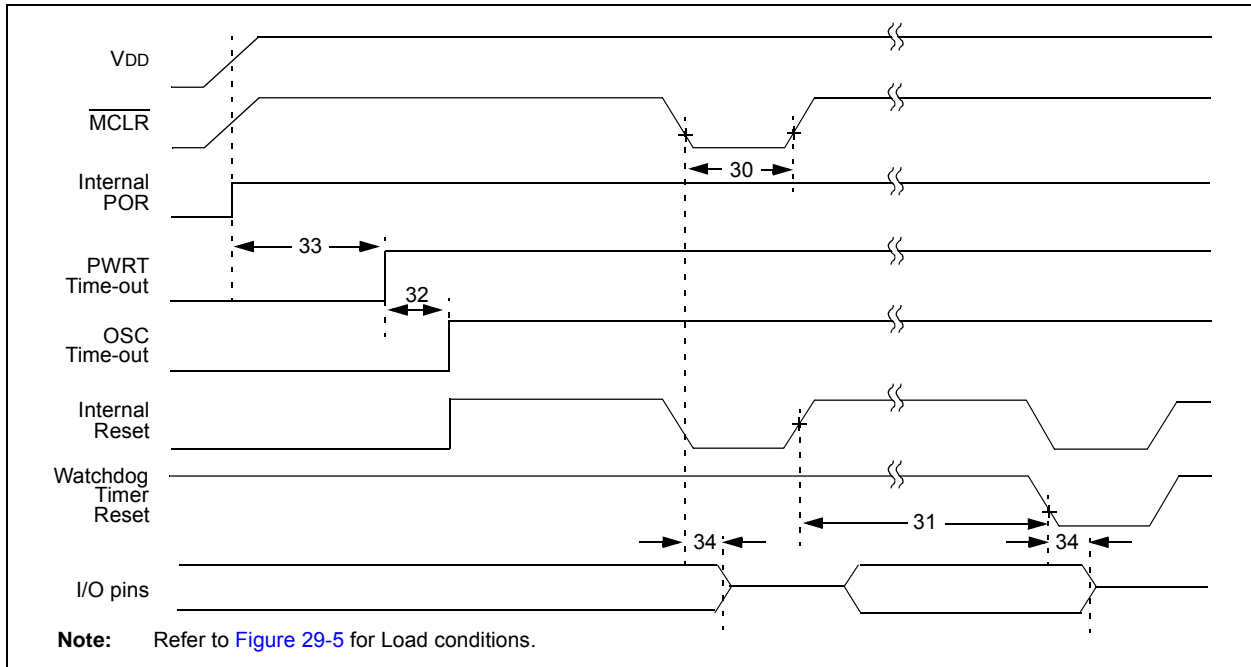 VDD
MCLR
30
Internal
POR
33
PWRT
Time-out
32
OSC
Time-out
Internal
Reset
Watchdog
Timer
Reset
31
34
34
I/O pins
Note: Refer to Figure 29-5 for Load conditions.